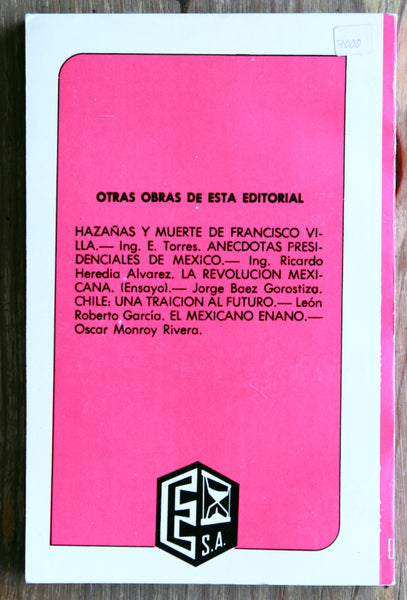 7000
OTRAS OBRAS DE ESTA EDITORIAL
HAZAÑAS Y MUERTE DE FRANCISCO VI-
LLA.— Ing. E. Torres. ANECDOTAS PRESI-
DENCIALES DE MEXICO.— Ing. Ricardo
Heredia Alvarez. LA REVOLUCION MEXI-
CANA. (Ensayo).— Jorge Baez Gorostiza.
CHILE: UNA TRAICION AL FUTURO.— León
Roberto García. EL MEXICANO ENANO.—
Oscar Monroy Rivera.
S.A.
E